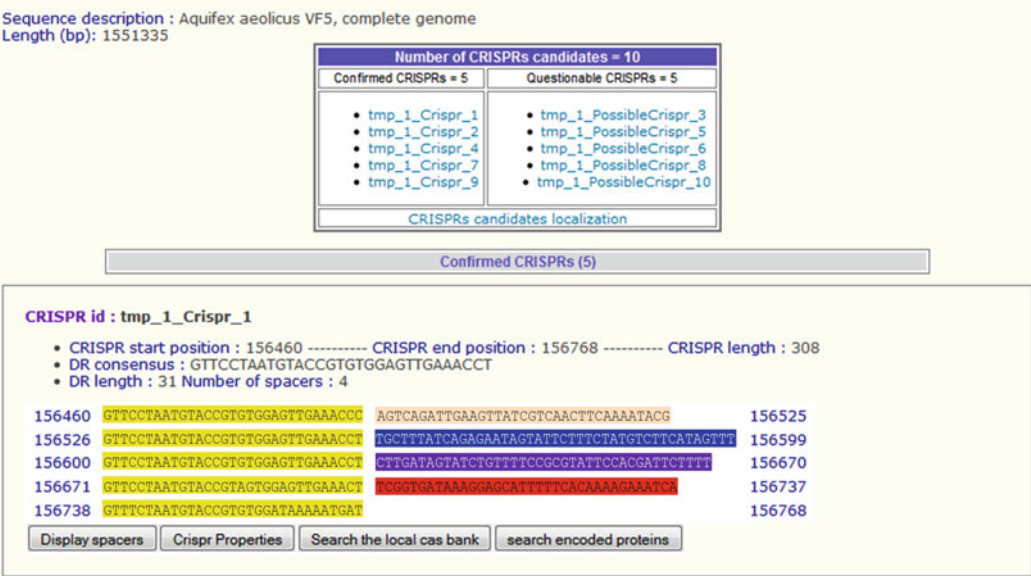 Sequence description : Aquifex aeolicus VF5, complete genome
Length (bp): 1551335
Number of CRISPRs candidates = 10
Confirmed CRISPRs = 5 Questionable CRISPRs = 5
• tmp_1_Crispr_1 • tmp_1_PossibleCrispr_3
• tmp_1_Crispr_2 • tmp_1_PossibleCrispr_5
• tmp_1_Crispr_4 • tmp_1_PossibleCrispr_6
• tmp_1_Crispr_7 • tmp_1_PossibleCrispr_8
• tmp_1_Crispr_9 • tmp_1_PossibleCrispr_10
CRISPRs candidates localization
Confirmed CRISPRs (5)
CRISPR id : tmp_1_Crispr_1
• CRISPR start position : 156460 ---------- CRISPR end position : 156768 ---------- CRISPR length : 308
• DR consensus : GTTCCTAATGTACCGTGTGGAGTTGAAACCT
• DR length : 31 Number of spacers : 4
156460 GTTCCTAATGTACCGTGTGGAGTTGAAACCC AGTCAGATTGAAGTTATCGTCAACTTCAAAATACG 156525
156526 GTTCCTAATGTACCGTGTGGAGTTGAAACCT TGCTTTATCAGAGAATAGTATTCTTTCTATGTCTTCATAGTTT 156599
156600 GTTCCTAATGTACCGTGTGGAGTTGAAACCT CTTGATAGTATCTGTTTTCCGCGTATTCCACGATTCTTTT 156670
156671 GTTCCTAATGTACCGTAGTGGAGTTGAAACT TCGGTGATAAAGGAGCATTTTTCACAAAAGAAATCA 156737
156738 GTTTCTAATGTACCGTGTGGATAAAAATGAT 156768
Display spacers Crispr Properties Search the local cas bank search encoded proteins